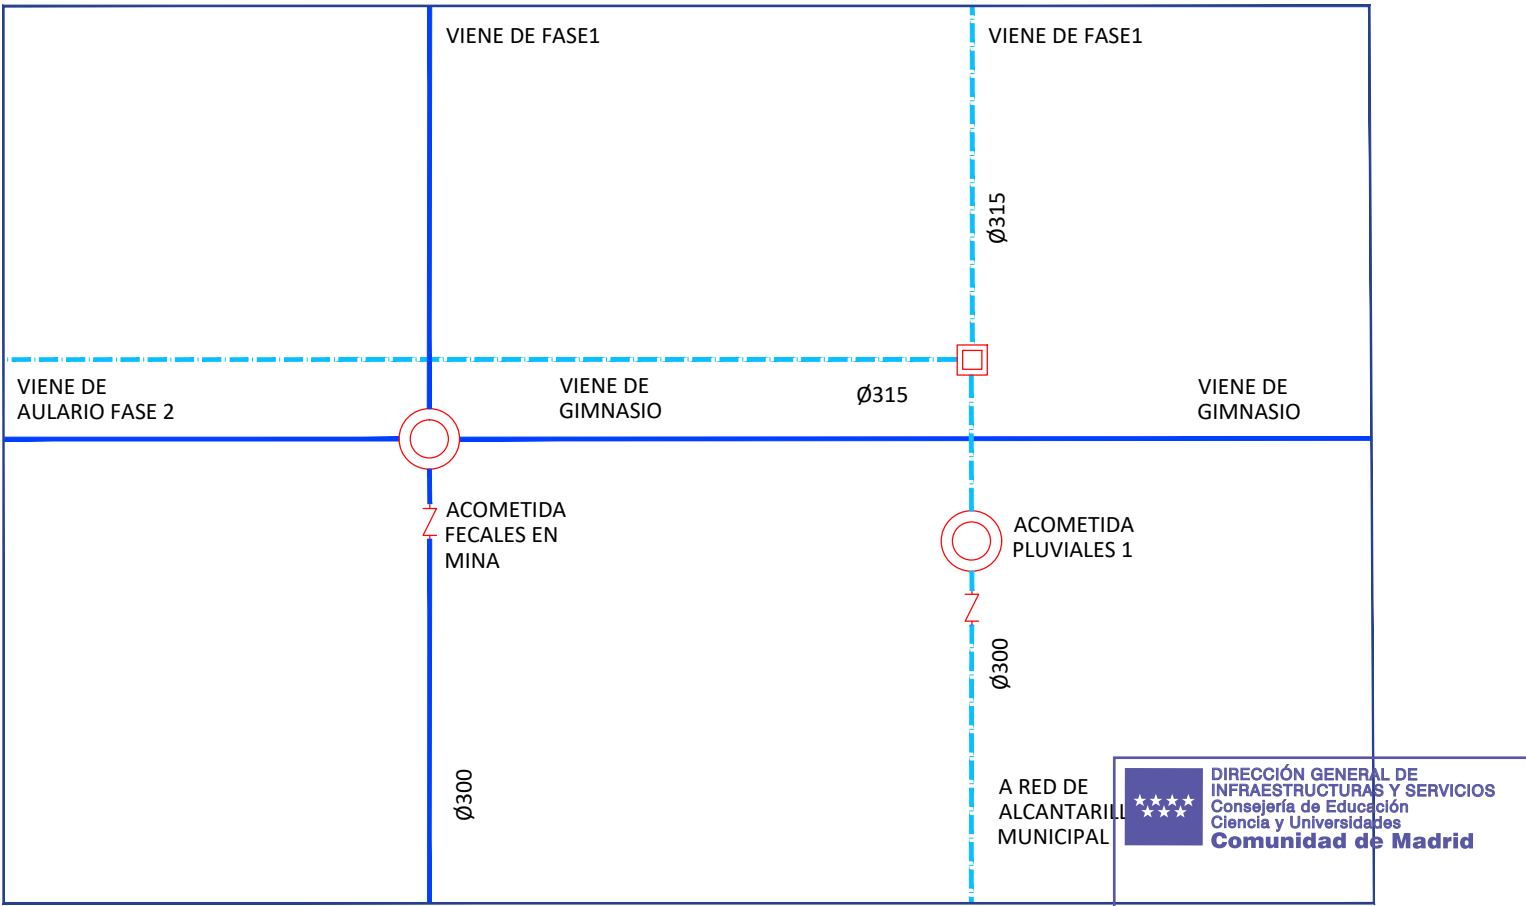 VIENE DE FASE1
VIENE DE FASE1
Ø315
VIENE DE
AULARIO FASE 2
VIENE DE
GIMNASIO
Ø315
VIENE DE
GIMNASIO
ACOMETIDA
FECALES EN
MINA
ACOMETIDA
PLUVIALES 1
Ø300
Ø300
A RED DE
ALCANTARILL
MUNICIPAL
DIRECCIÓN GENERAL DE
INFRAESTRUCTURAS Y SERVICIOS
Consejería de Educación
Ciencia y Universidades
Comunidad de Madrid